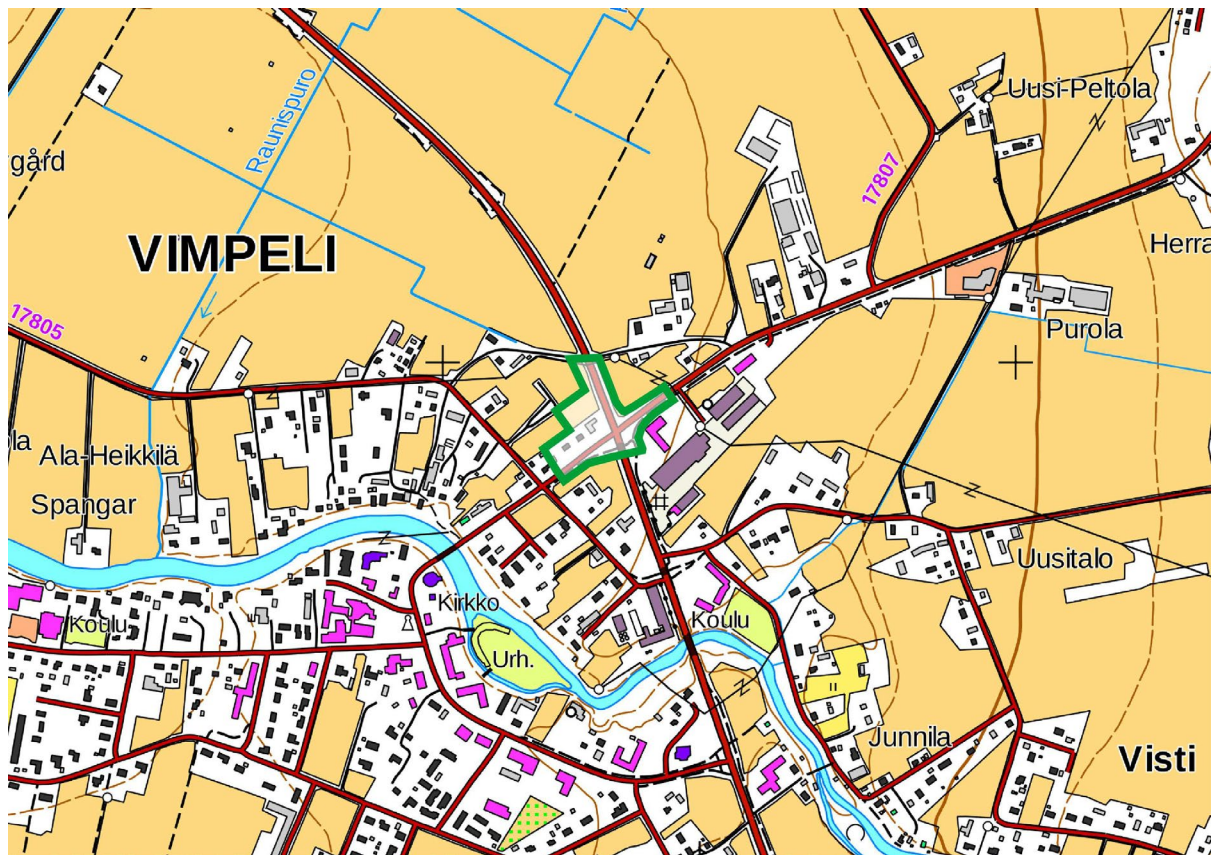 Uusi-Peltola
Raunispuro
gård
17807
VIMPELI
Herra
17805
Purola
la
Ala-Heikkilä
Spangar
Uusitalo
Kirkko
Koulu
Koulu
Urh.
Junnila
Visti